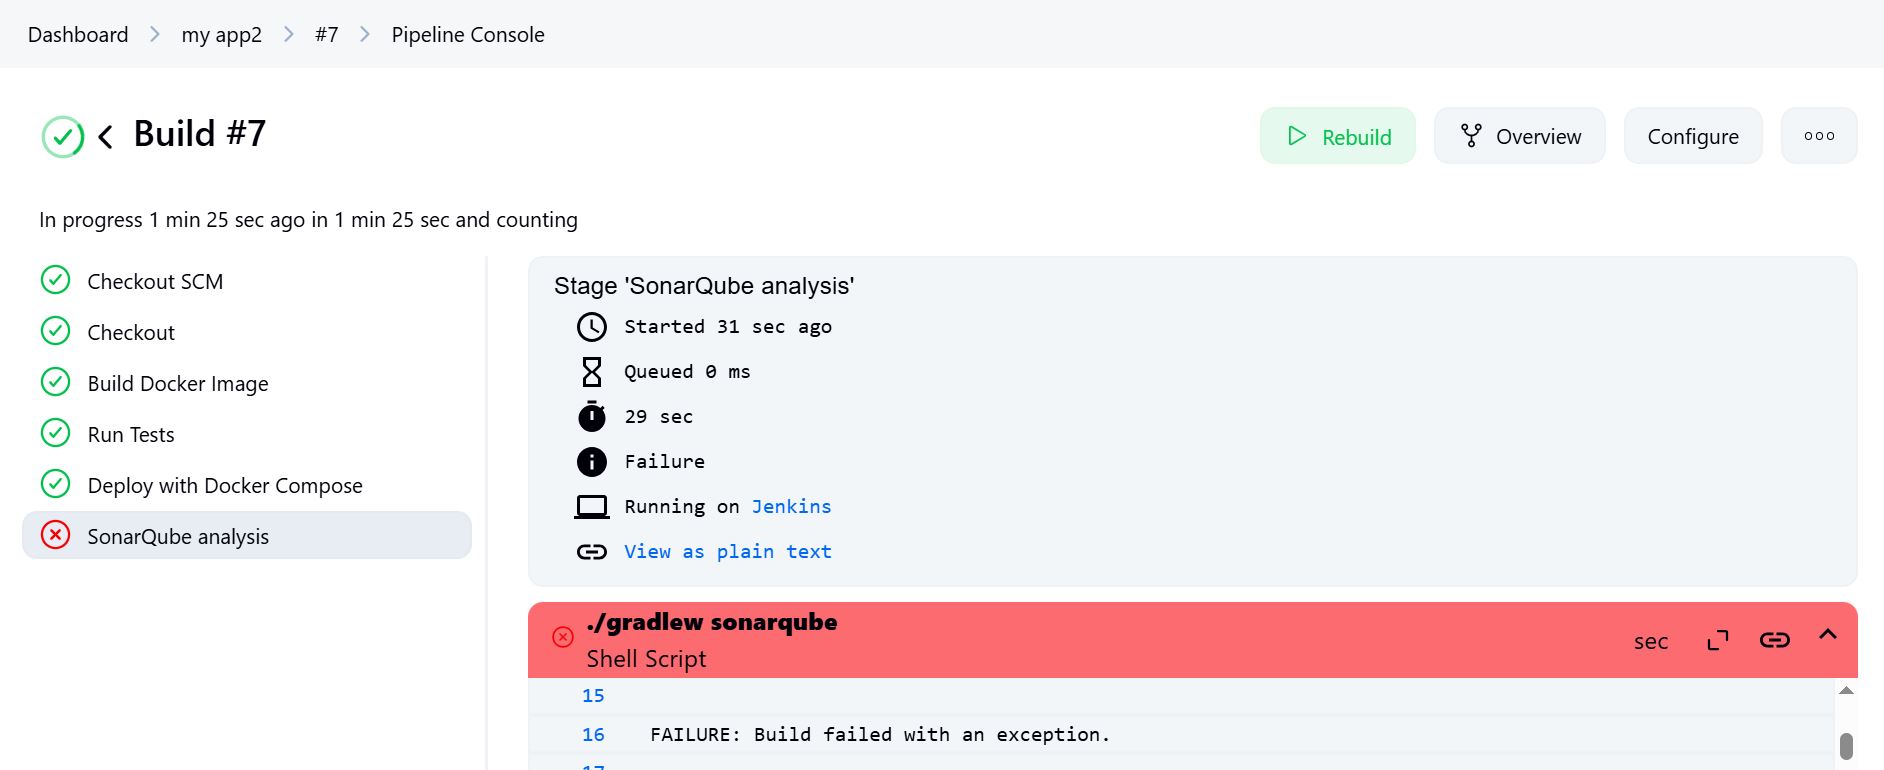 Dashboard my app2 #7 Pipeline Console
Build #7
Rebuild
Overview
Configure
In progress 1 min 25 sec ago in 1 min 25 sec and counting
Checkout SCM
Checkout
Build Docker Image
Run Tests
Deploy with Docker Compose
SonarQube analysis
Stage 'SonarQube analysis'
Started 31 sec ago
Queued 0 ms
29 sec
Failure
Running on Jenkins
View as plain text
./gradlew sonarqube
Shell Script
sec
15
16 FAILURE: Build failed with an exception.
17